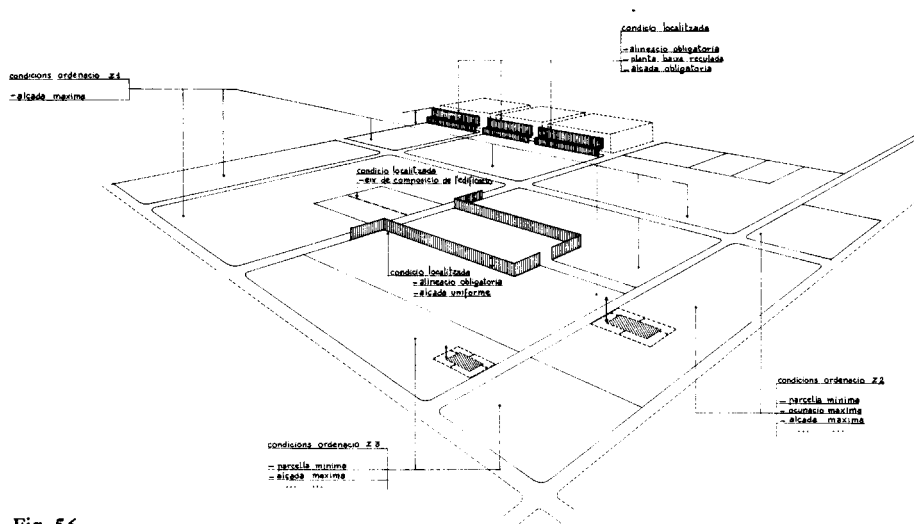 condicio localitzada
- alineacio obligatoria
- planta baixa reculada
- alçada obligatoria
condicions ordenacio z1
- alçada maxima
condicio localitzada
- eix de composicio de l'edificacio
condicio localitzada
- alineacio obligatoria
- alçada uniforme
condicions ordenacio z2
- parcella minima
- ocupacio maxima
- alçada maxima
... ...
condicions ordenacio z3
- parcella minima
- alçada maxima
... ...
Fig. 56